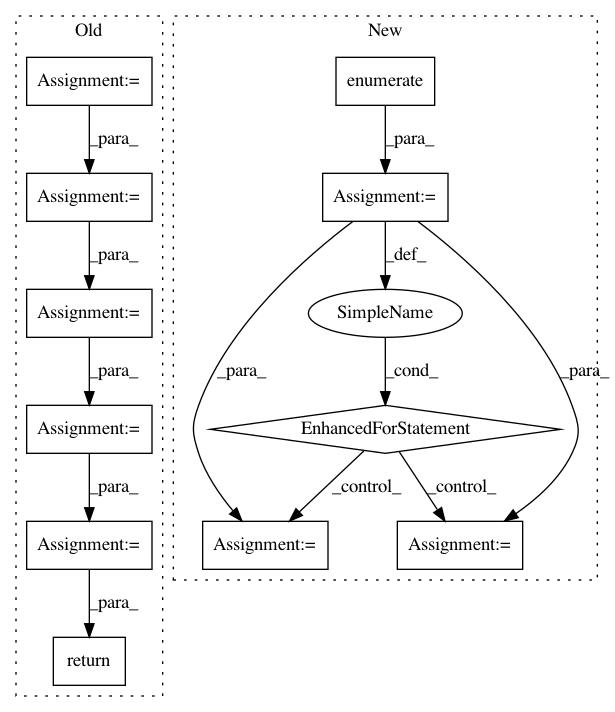 Old
New
Assignment:=
enumerate
_para_
_para_
Assignment:=
Assignment:=
_para_
_def_
Assignment:=
SimpleName
_para_
_para_
_cond_
_para_
Assignment:=
EnhancedForStatement
_para_
_control_
_control_
Assignment:=
Assignment:=
Assignment:=
_para_
return